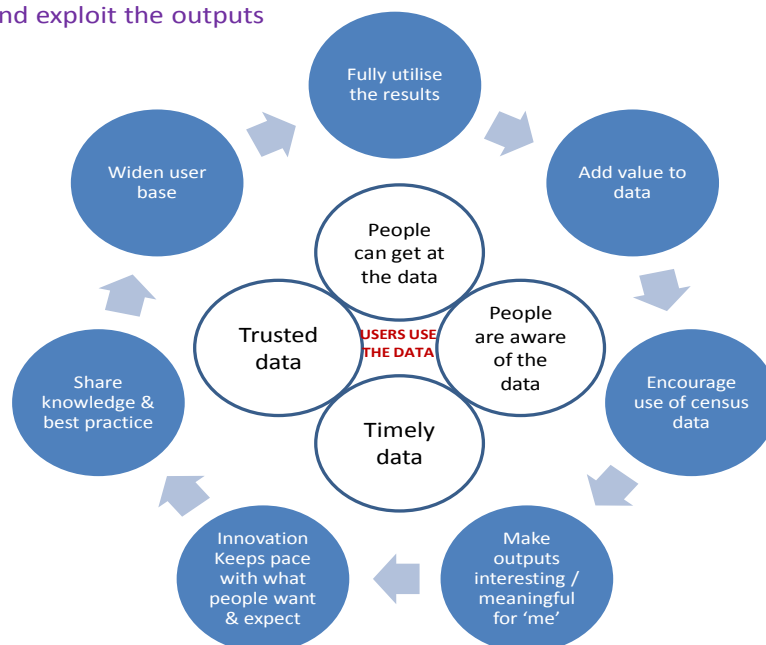 nd exploit the outputs
Fully utilise
the results
Add value to
data
Encourage
use of census
data
Make
outputs
interesting /
meaningful
for ‘me’
Innovation
Keeps pace
with what
people want
& expect
Share
knowledge &
best practice
Widen user
base
People
can get at
the data
People
are aware
of the
data
Timely
data
Trusted
data
USERS USE
THE DATA